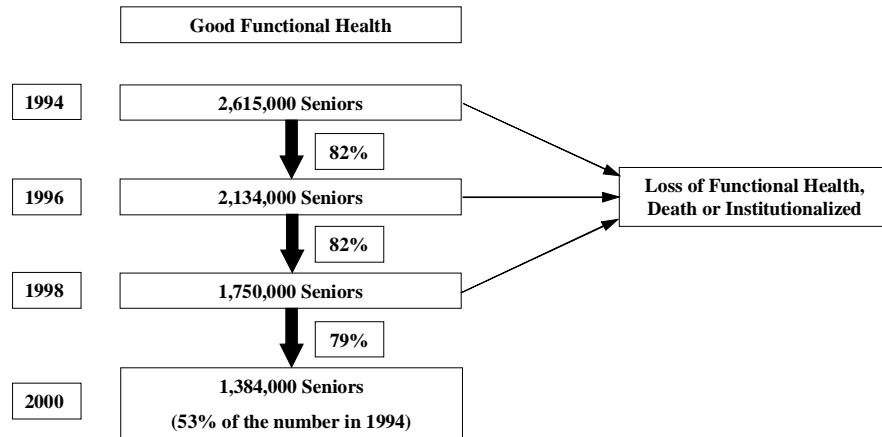 Good Functional Health
1994
2,615,000 Seniors
82%
1996
2,134,000 Seniors
Loss of Functional Health,
Death or Institutionalized
82%
1998
1,750,000 Seniors
79%
2000
1,384,000 Seniors
(53% of the number in 1994)